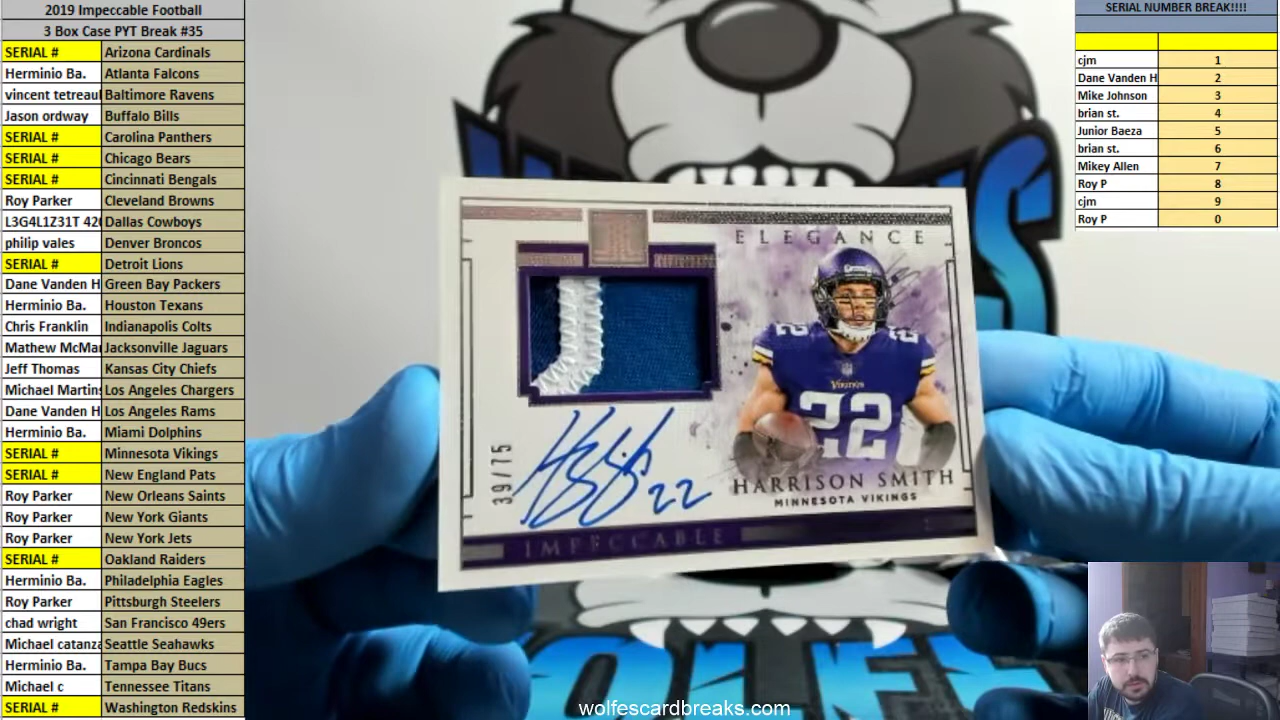 2019 Impeccable Football
3 Box Case PYT Break #35
SERIAL # Arizona Cardinals
Herminio Ba. Atlanta Falcons
vincent tetreaul Baltimore Ravens
Jason ordway Buffalo Bills
SERIAL # Carolina Panthers
SERIAL # Chicago Bears
SERIAL # Cincinnati Bengals
Roy Parker Cleveland Browns
L3G4L1Z31T 420 Dallas Cowboys
philip vales Denver Broncos
SERIAL # Detroit Lions
Dane Vanden H Green Bay Packers
Herminio Ba. Houston Texans
Chris Franklin Indianapolis Colts
Mathew McMar Jacksonville Jaguars
Jeff Thomas Kansas City Chiefs
Michael Martins Los Angeles Chargers
Dane Vanden H Los Angeles Rams
Herminio Ba. Miami Dolphins
SERIAL # Minnesota Vikings
SERIAL # New England Pats
Roy Parker New Orleans Saints
Roy Parker New York Giants
Roy Parker New York Jets
SERIAL # Oakland Raiders
Herminio Ba. Philadelphia Eagles
Roy Parker Pittsburgh Steelers
chad wright San Francisco 49ers
Michael catanza Seattle Seahawks
Herminio Ba. Tampa Bay Bucs
Michael c Tennessee Titans
SERIAL # Washington Redskins
ELEGANCE
22
VIKINGS
22
39/75
HARRISON SMITH
MINNESOTA VIKINGS
IMPECCABLE
wolfescardbreaks.com
SERIAL NUMBER BREAK!!!!
cjm 1
Dane Vanden H 2
Mike Johnson 3
brian st. 4
Junior Baeza 5
brian st. 6
Mikey Allen 7
Roy P 8
cjm 9
Roy P 0